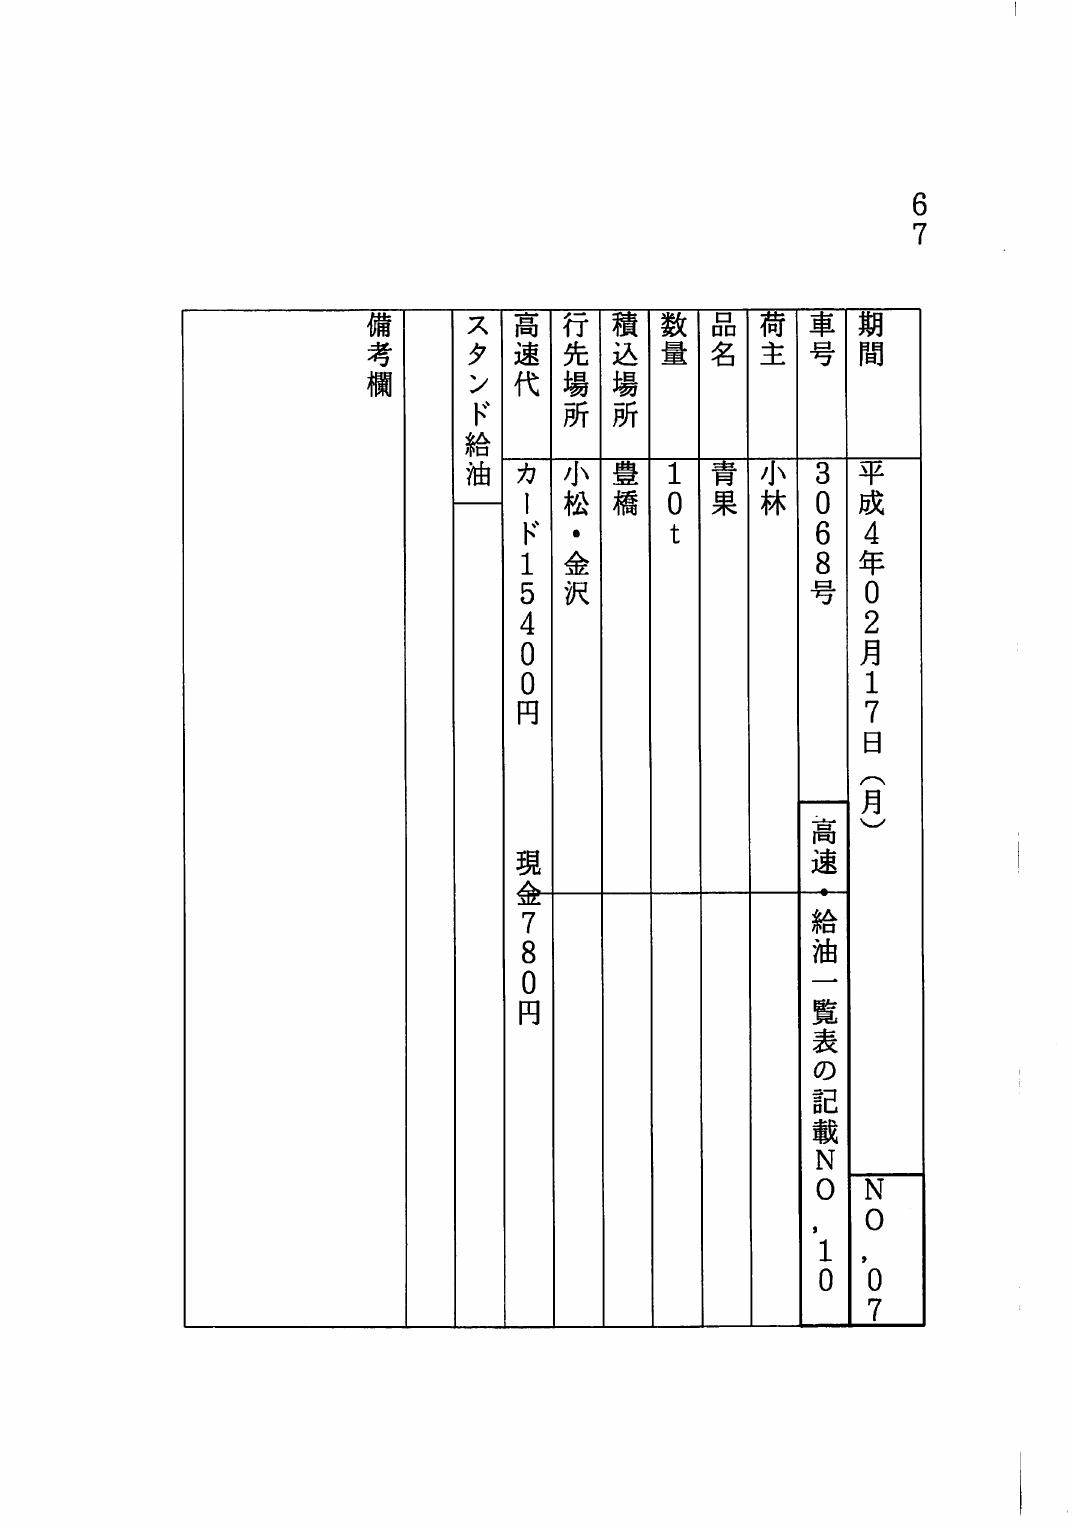 67
期間 平成4年02月17日(月) NO,07
車号 3068号 高速・給油一覧表の記載NO,10
荷主 小林
品名 青果
数量 10t
積込場所 豊橋
行先場所 小松・金沢
高速代 カード15400円 現金780円
スタンド給油
備考欄